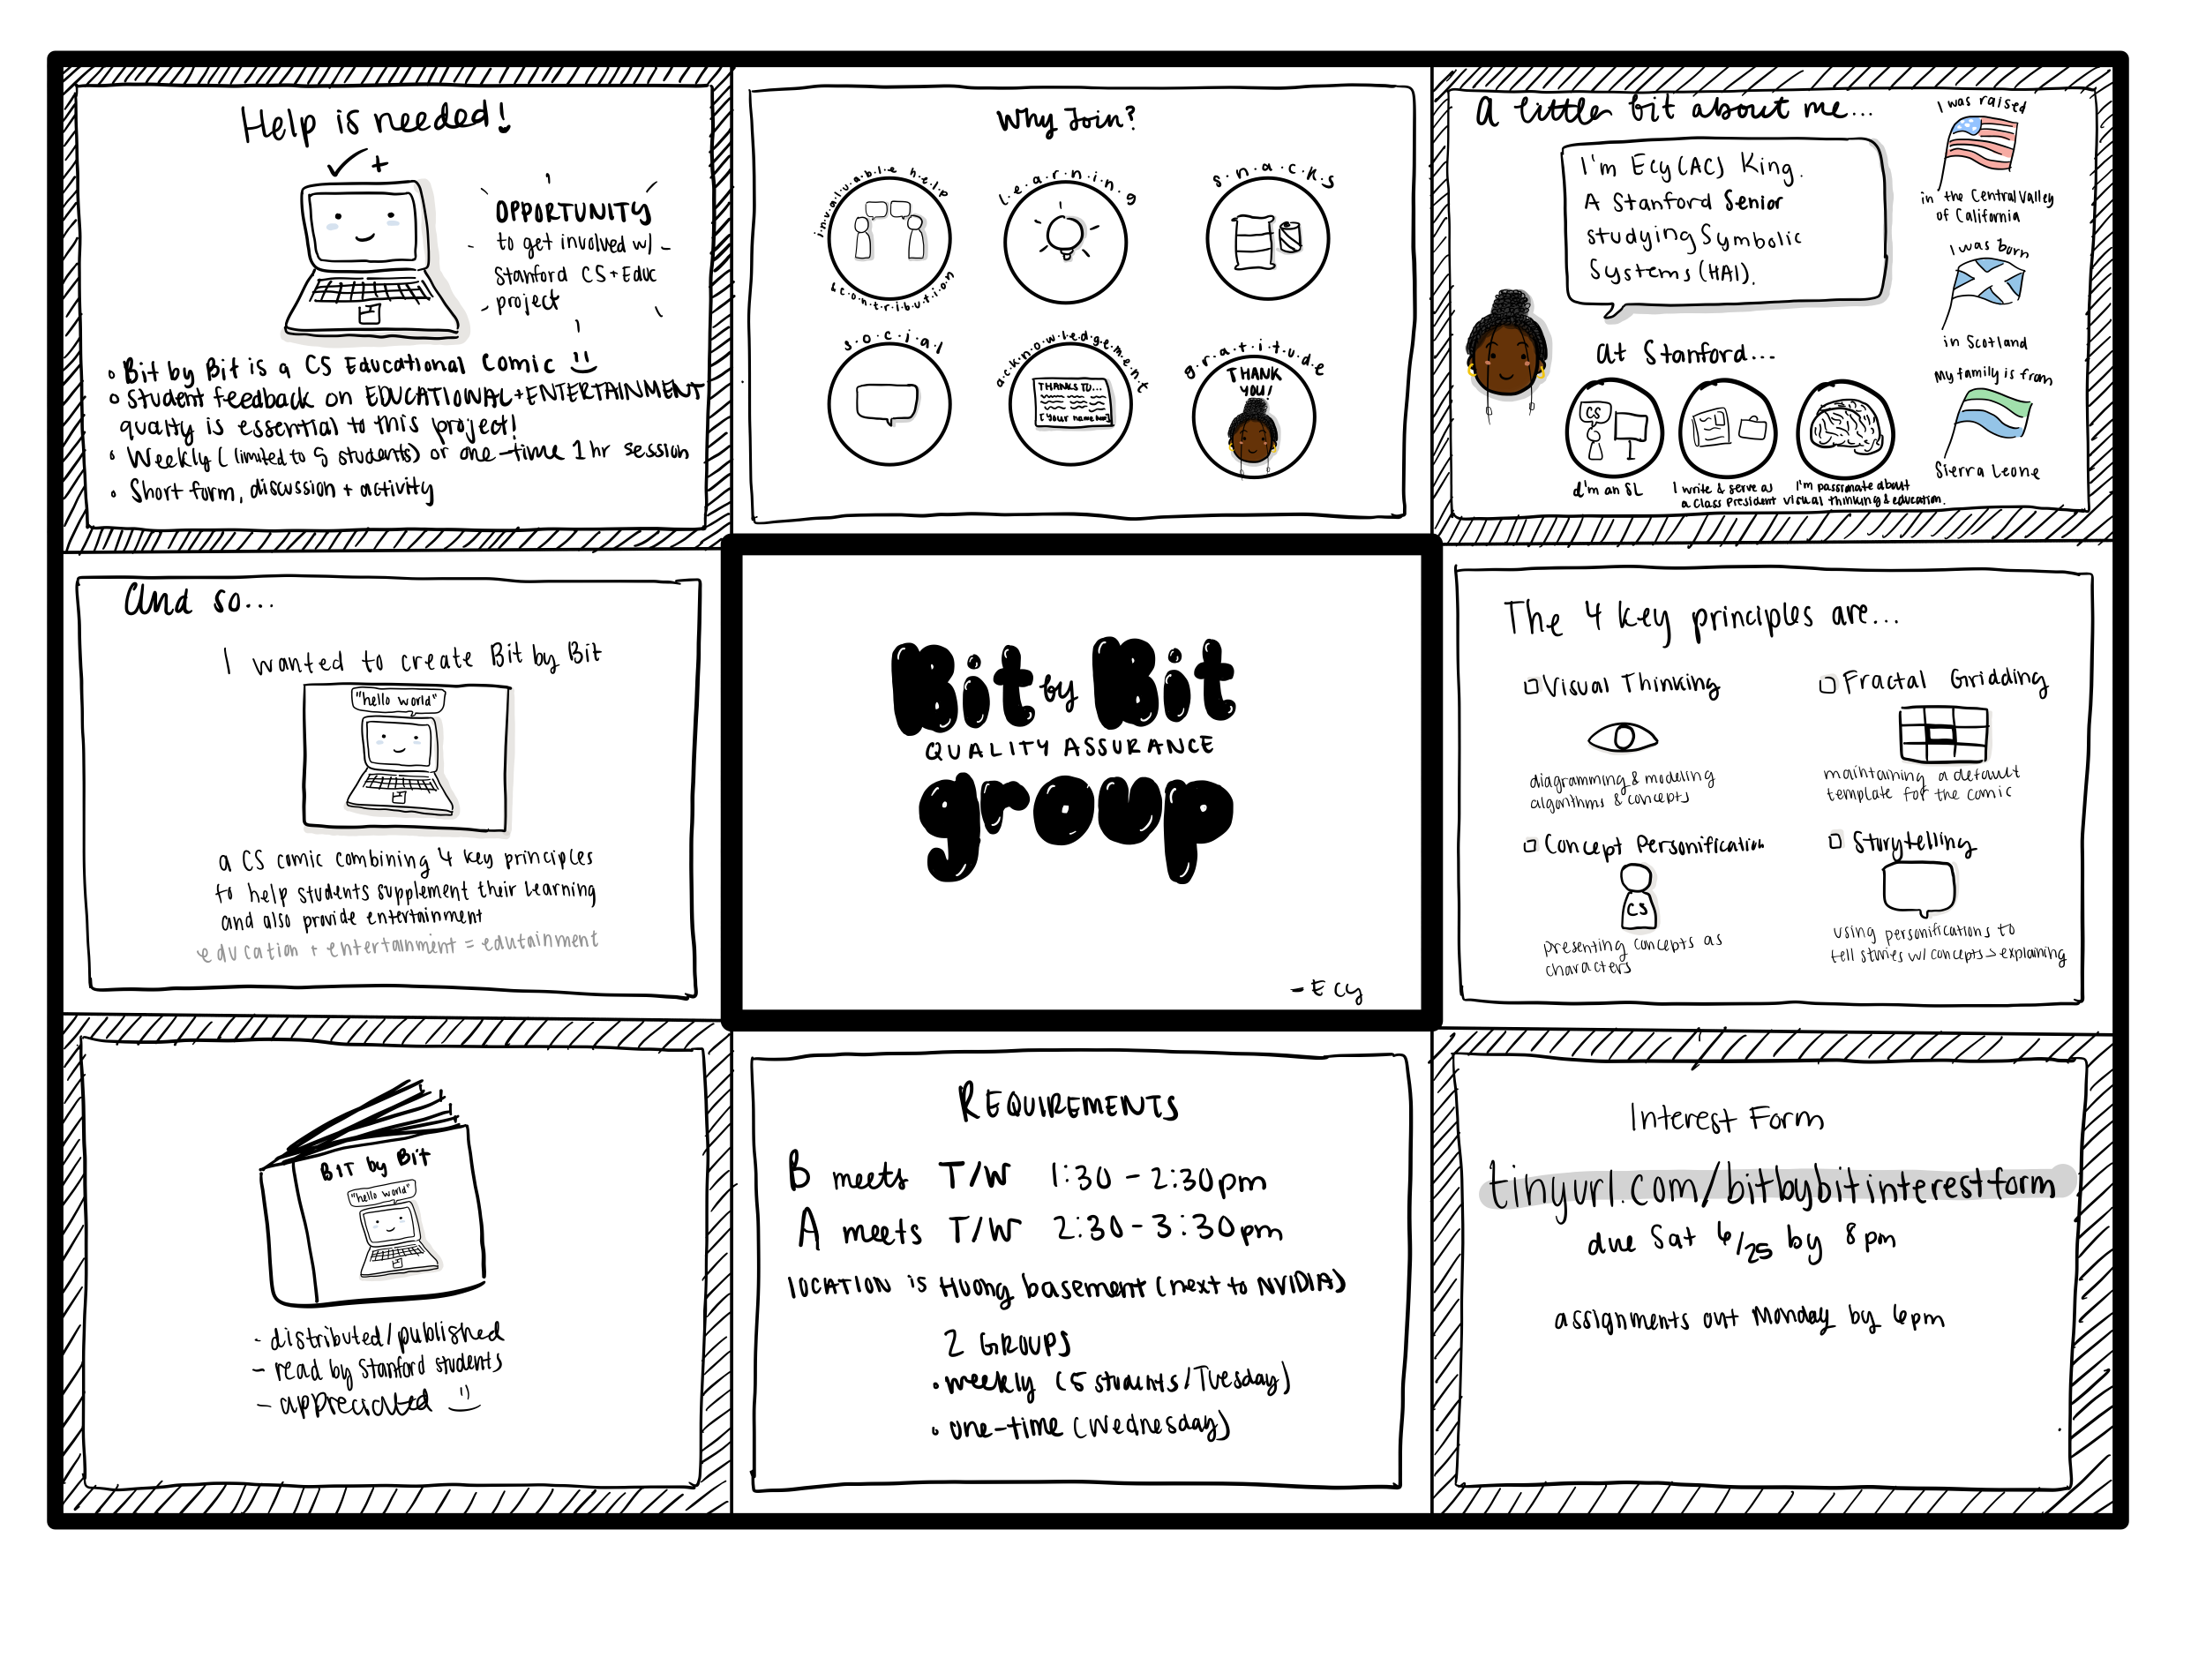 Help is needed!
OPPORTUNITY
to get involved w/
Stanford CS + Educ
project
Bit by Bit is a CS Educational Comic
Student feedback on EDUCATIONAL + ENTERTAINMENT
quality is essential to this project!
Weekly (limited to 5 students) or one-time 1 hr session
Short form, discussion + activity
Why Join?
invaluable help
& contribution
learning
snacks
social
acknowledgement
THANKS TO...
[Your name here]
gratitude
THANK
YOU!
A little bit about me...
I'm Ecy (AC) King.
A Stanford Senior
studying Symbolic
Systems (HAI).
I was raised
in the Central Valley
of California
I was born
in Scotland
My family is from
Sierra Leone
at Stanford...
CS
I'm an SL
I write & serve as
a class President
I'm passionate about
visual thinking & education.
And so...
I wanted to create Bit by Bit
"hello world"
a CS comic combining 4 key principles
to help students supplement their learning
and also provide entertainment
education + entertainment = edutainment
Bit by Bit
QUALITY ASSURANCE
group
- Ecy
The 4 key principles are...
Visual Thinking
diagramming & modeling
algorithms & concepts
Fractal Gridding
maintaining a default
template for the comic
Concept Personification
CS
presenting concepts as
characters
Storytelling
using personifications to
tell stories w/ concepts > explaining
BIT by Bit
"hello world"
- distributed/published
- read by Stanford students
- appreciated
REQUIREMENTS
B meets T/W 1:30 - 2:30pm
A meets T/W 2:30 - 3:30pm
LOCATION is Huang basement (next to NVIDIA)
2 GROUPS
weekly (5 students/Tuesday)
one-time (Wednesday)
Interest Form
tinyurl.com/bitbybitinterestform
due Sat 6/25 by 8 pm
assignments out Monday by 6pm